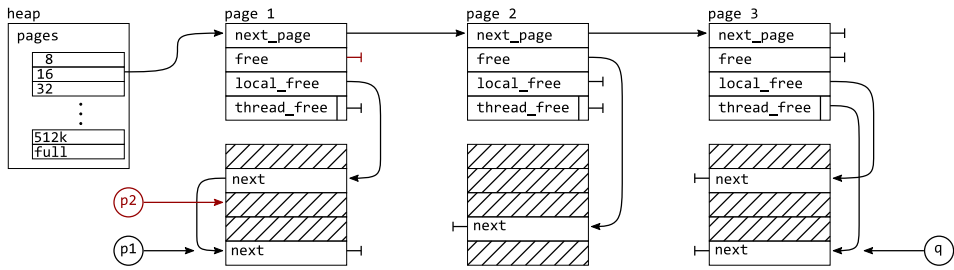 heap
pages
8
16
32
512k
full
page 1
next_page
free
local_free
thread_free
next
next
p2
p1
page 2
next_page
free
local_free
thread_free
next
page 3
next_page
free
local_free
thread_free
next
next
q